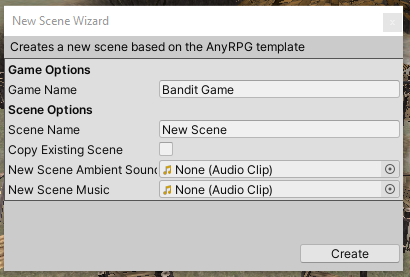 New Scene Wizard
Creates a new scene based on the AnyRPG template
Game Options
Game Name Bandit Game
Scene Options
Scene Name New Scene
Copy Existing Scene
New Scene Ambient Soun None (Audio Clip)
New Scene Music None (Audio Clip)
Create